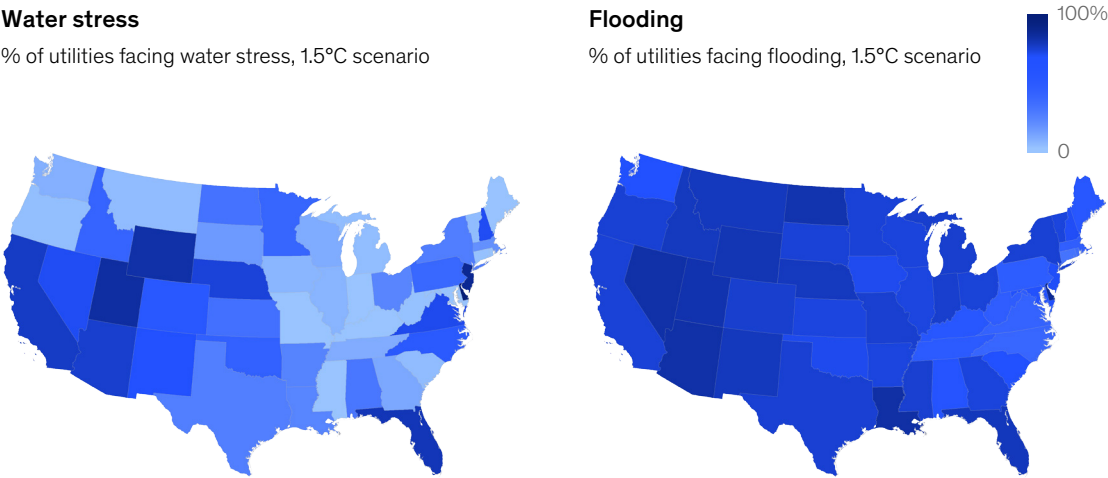 Water stress
% of utilities facing water stress, 1.5°C scenario
Flooding
% of utilities facing flooding, 1.5°C scenario
100%
0